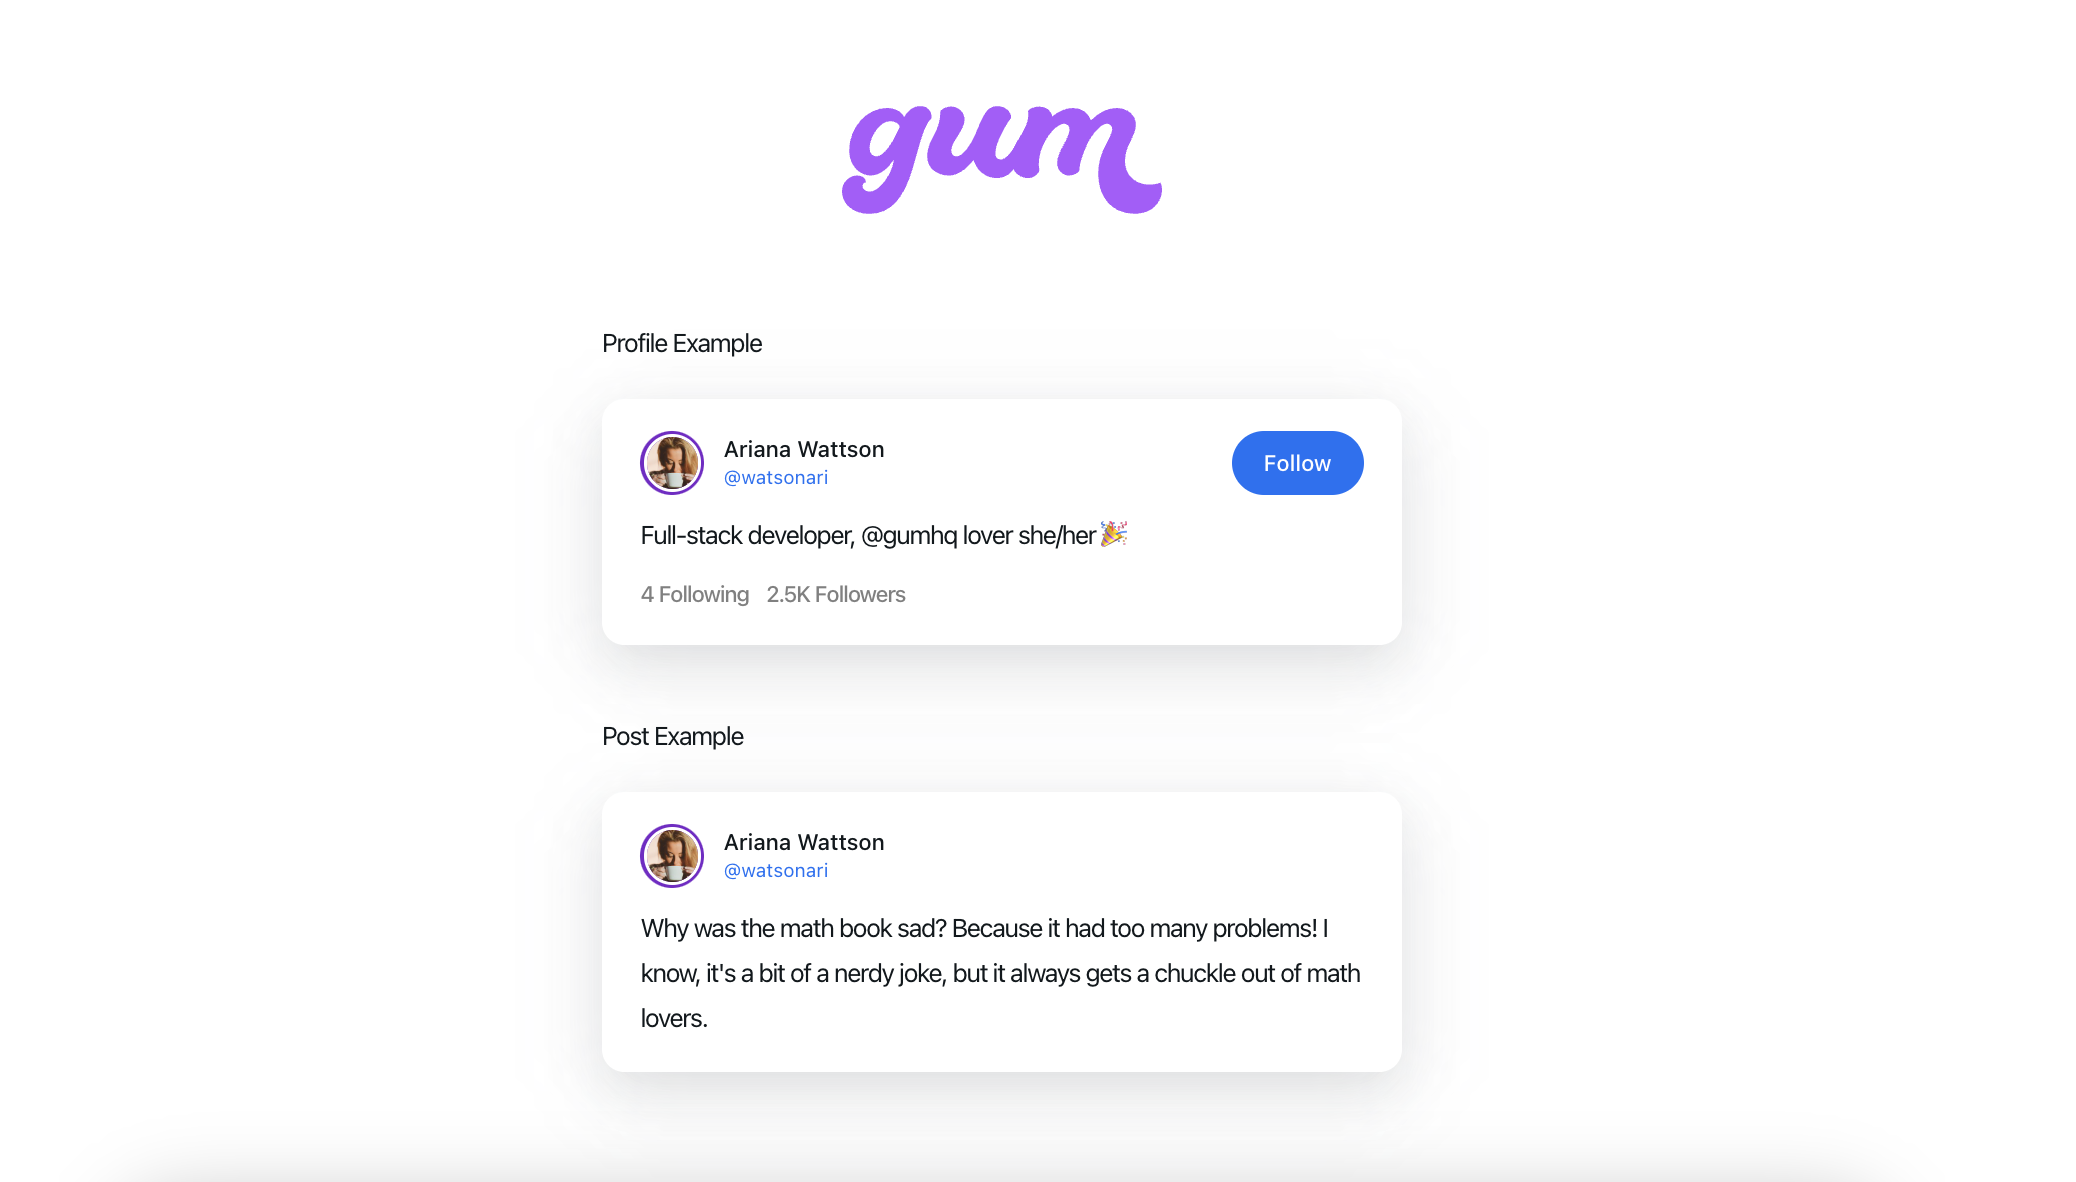 gum
Profile Example
Ariana Wattson
@watsonari
Follow
Full-stack developer, @gumhq lover she/her 🎉
4 Following 2.5K Followers
Post Example
Ariana Wattson
@watsonari
Why was the math book sad? Because it had too many problems! I
know, it's a bit of a nerdy joke, but it always gets a chuckle out of math
lovers.